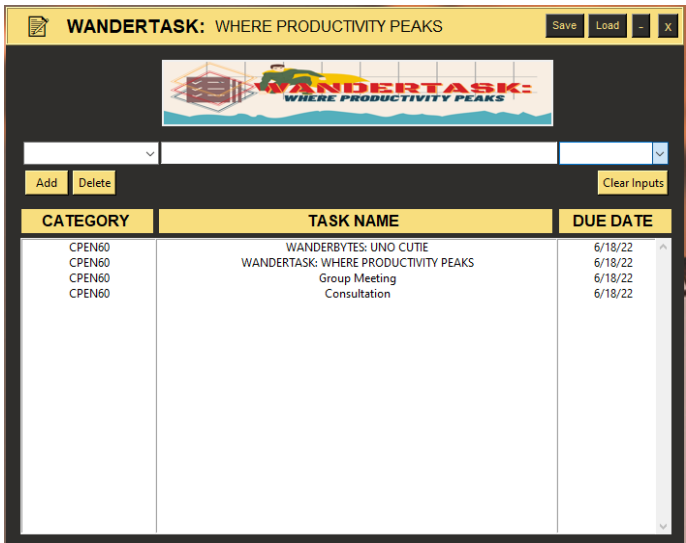 WANDERTASK: WHERE PRODUCTIVITY PEAKS Save Load - X
WANDERTASK:
WHERE PRODUCTIVITY PEAKS
Add Delete Clear Inputs
CATEGORY TASK NAME DUE DATE
CPEN60 WANDERBYTES: UNO CUTIE 6/18/22
CPEN60 WANDERTASK: WHERE PRODUCTIVITY PEAKS 6/18/22
CPEN60 Group Meeting 6/18/22
CPEN60 Consultation 6/18/22